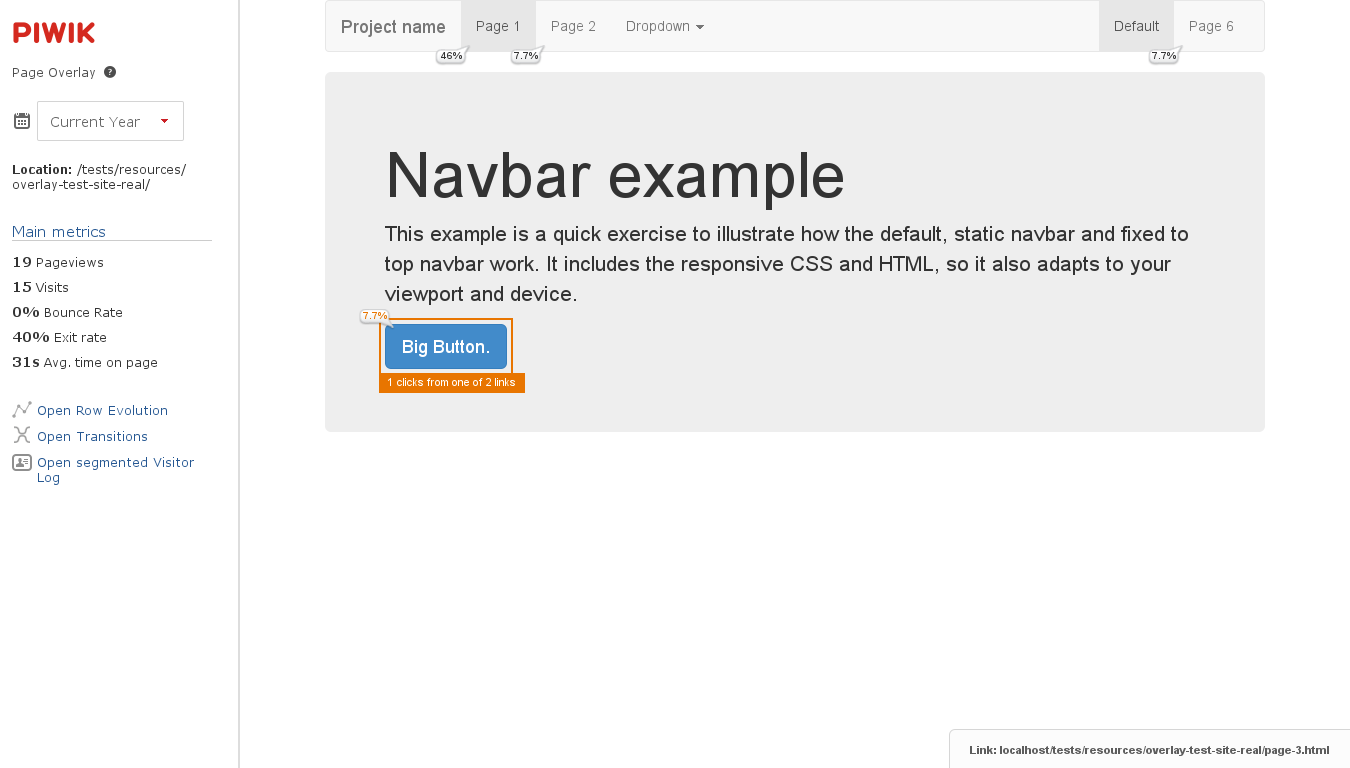 PIWIK
Page Overlay ?
Current Year
Location: /tests/resources/
overlay-test-site-real/
Main metrics
19 Pageviews
15 Visits
0% Bounce Rate
40% Exit rate
31s Avg. time on page
Open Row Evolution
Open Transitions
Open segmented Visitor
Log
Project name Page 1 Page 2 Dropdown Default Page 6
46% 7.7% 7.7%
Navbar example
This example is a quick exercise to illustrate how the default, static navbar and fixed to
top navbar work. It includes the responsive CSS and HTML, so it also adapts to your
viewport and device.
7.7%
Big Button.
1 clicks from one of 2 links
Link: localhost/tests/resources/overlay-test-site-real/page-3.html